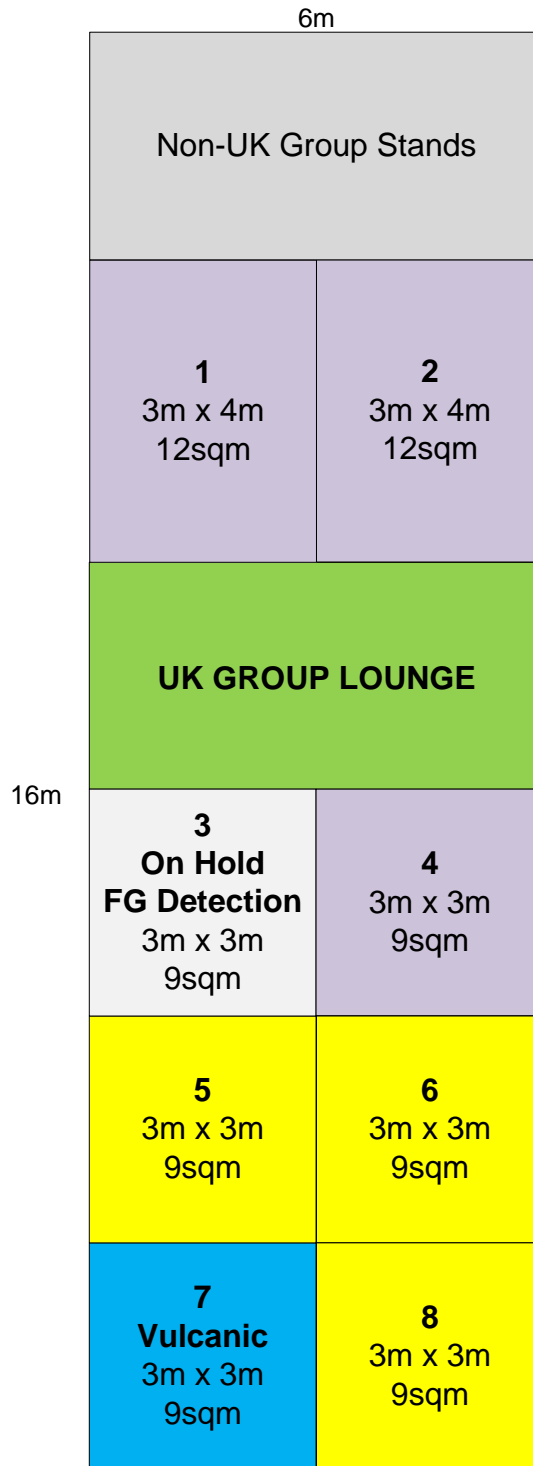 6m
Non-UK Group Stands
1
3m x 4m
12sqm
2
3m x 4m
12sqm
UK GROUP LOUNGE
16m
3
On Hold
FG Detection
3m x 3m
9sqm
4
3m x 3m
9sqm
5
3m x 3m
9sqm
6
3m x 3m
9sqm
7
Vulcanic
3m x 3m
9sqm
8
3m x 3m
9sqm